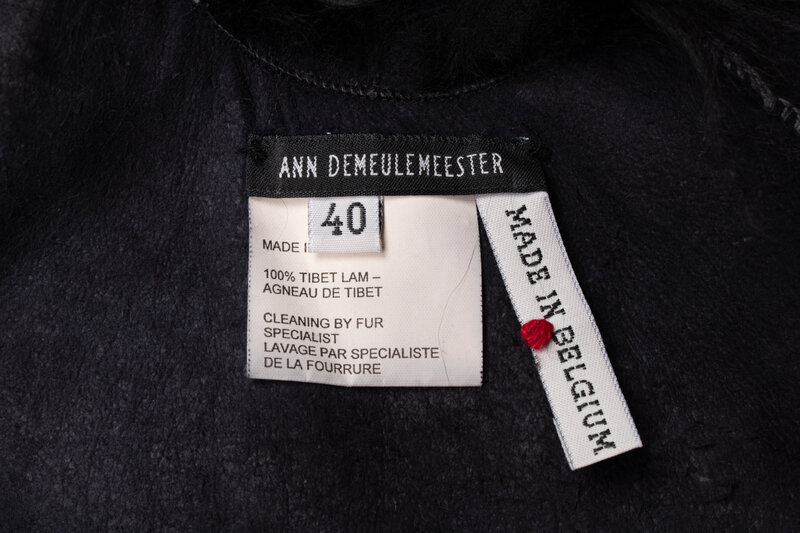 ANN DEMEULEMEESTER
40
MADE I
100% TIBET LAM –
AGNEAU DE TIBET
CLEANING BY FUR
SPECIALIST
LAVAGE PAR SPECIALISTE
DE LA FOURRURE
MADE IN BELGIUM